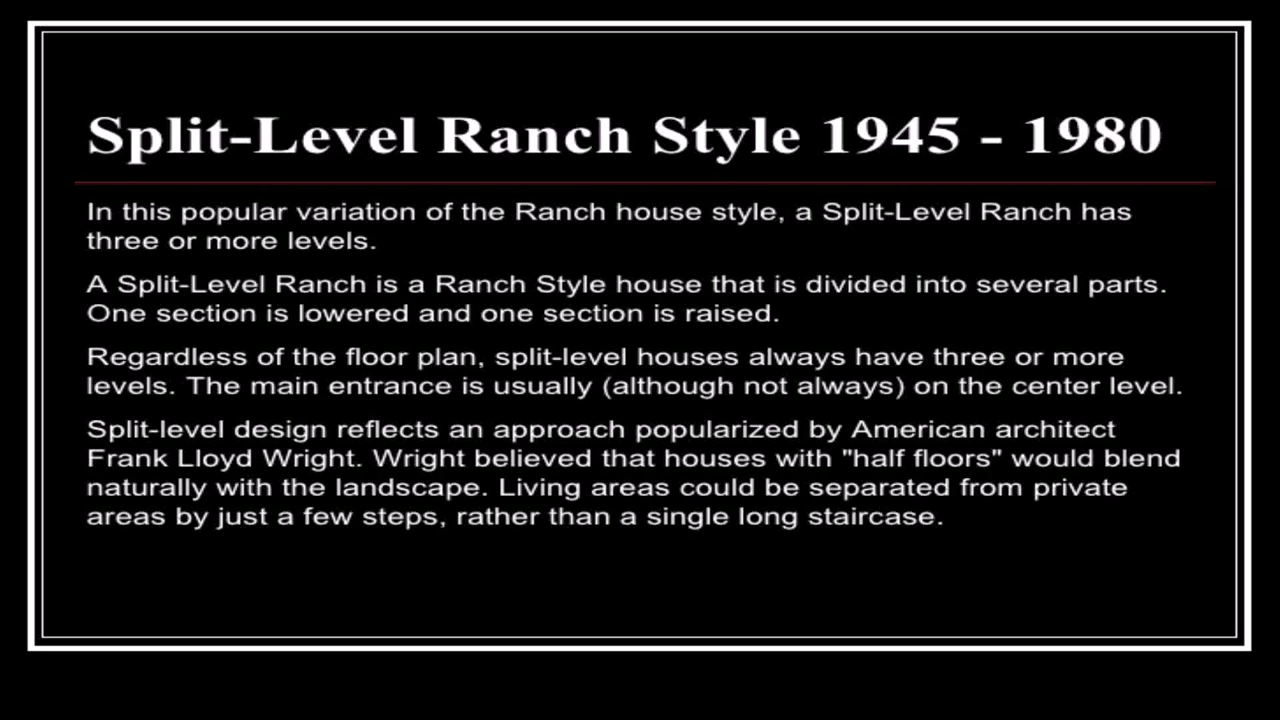 Split-Level Ranch Style 1945 - 1980
In this popular variation of the Ranch house style, a Split-Level Ranch has
three or more levels.
A Split-Level Ranch is a Ranch Style house that is divided into several parts.
One section is lowered and one section is raised.
Regardless of the floor plan, split-level houses always have three or more
levels. The main entrance is usually (although not always) on the center level.
Split-level design reflects an approach popularized by American architect
Frank Lloyd Wright. Wright believed that houses with "half floors" would blend
naturally with the landscape. Living areas could be separated from private
areas by just a few steps, rather than a single long staircase.